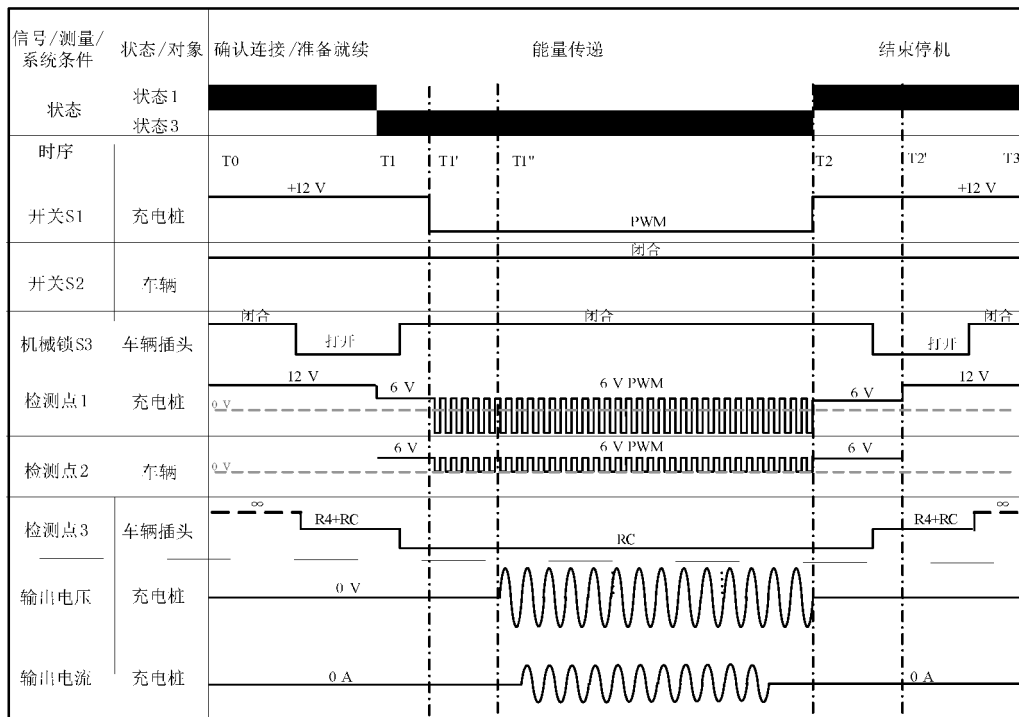 信号/测量/
系统条件
状态/对象
确认连接/准备就续
能量传递
结束停机
状态
状态1
状态3
时序
T0
T1
T1'
T1"
T2
T2'
T3
开关S1
充电桩
+12 V
PWM
+12 V
开关S2
车辆
闭合
机械锁S3
车辆插头
闭合
打开
闭合
打开
闭合
检测点1
充电桩
12 V
6 V
6 V PWM
6 V
12 V
0 V
检测点2
车辆
6 V
6 V PWM
6 V
0 V
检测点3
车辆插头
∞
R4+RC
RC
R4+RC
∞
输出电压
充电桩
0 V
输出电流
充电桩
0 A
0 A